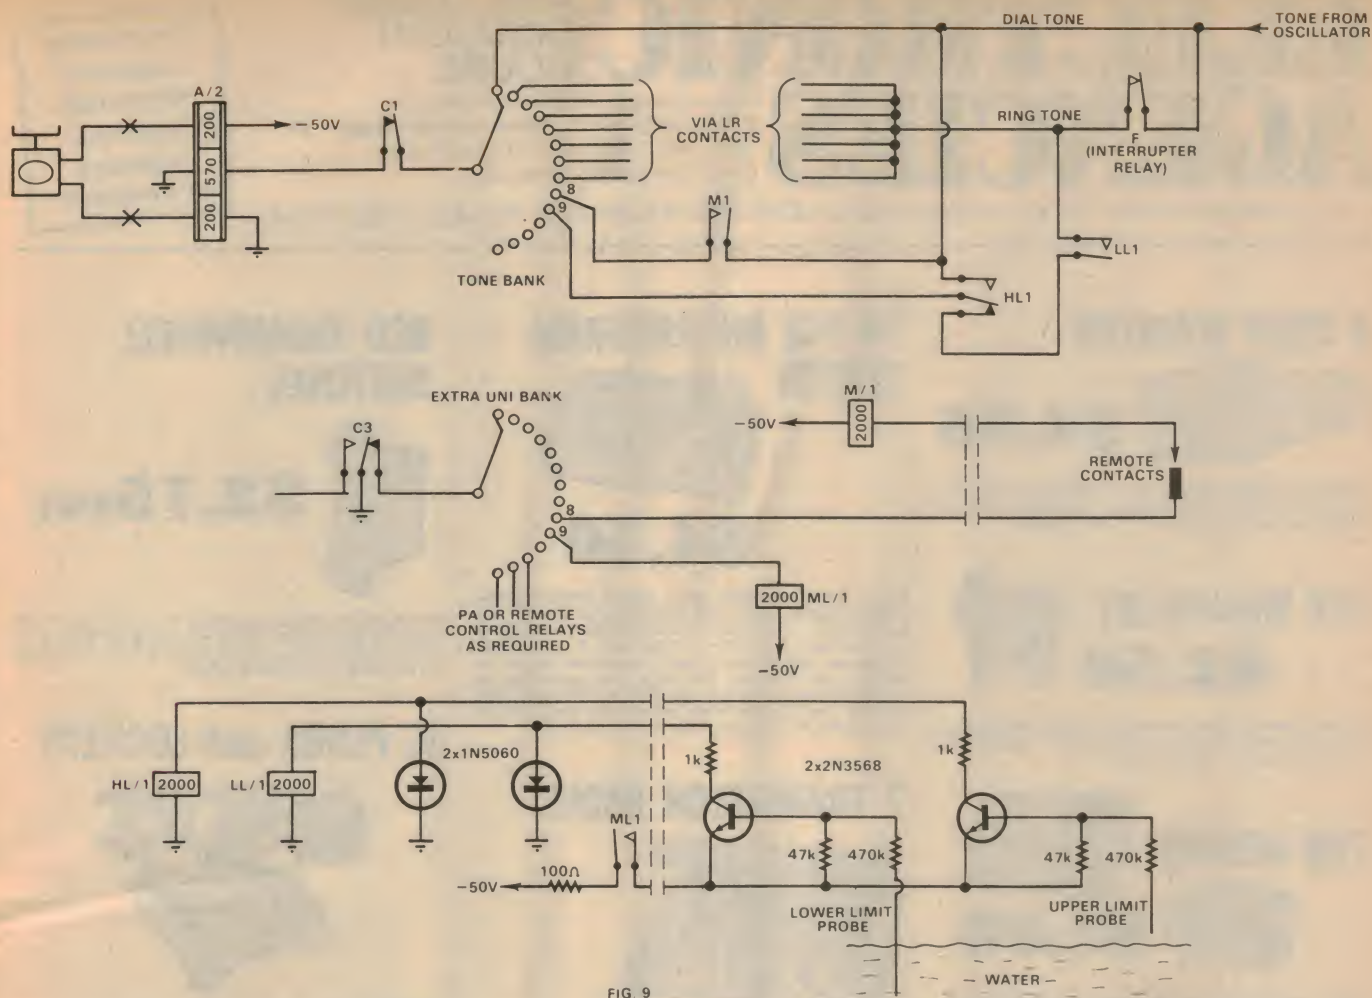 DIAL TONE
TONE FROM
OSCILLATOR
A/2
200
570
200
−50V
C1
VIA LR
CONTACTS
RING TONE
F
(INTERRUPTER
RELAY)
8
9
M1
LL1
HL1
TONE BANK
EXTRA UNI BANK
C3
M/1
−50V
2000
REMOTE
CONTACTS
8
9
2000
ML/1
−50V
PA OR REMOTE
CONTROL RELAYS
AS REQUIRED
HL/1
2000
LL/1
2000
2x1N5060
1k
2x2N3568
1k
ML1
−50V
100Ω
47k
470k
47k
470k
LOWER LIMIT
PROBE
UPPER LIMIT
PROBE
WATER
FIG. 9